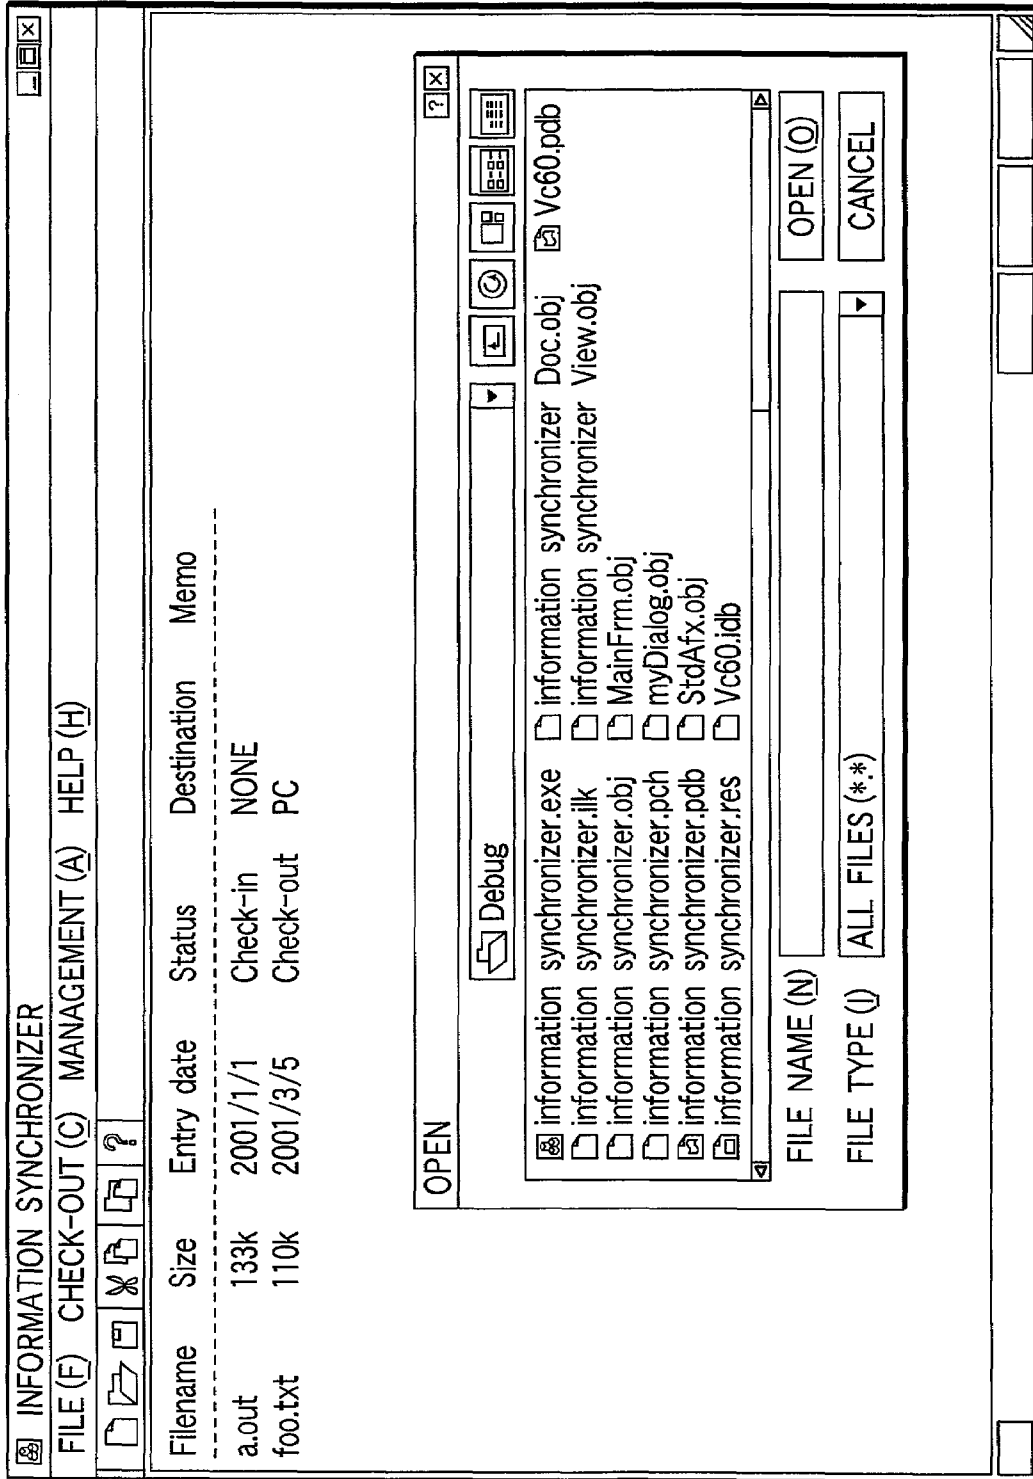 INFORMATION SYNCHRONIZER
FILE (F) CHECK-OUT (C) MANAGEMENT (A) HELP (H)
?
Filename Size Entry date Status Destination Memo
a.out 133k 2001/1/1 Check-in NONE
foo.txt 110k 2001/3/5 Check-out PC
OPEN ?
Debug
information synchronizer.exe information synchronizer Doc.obj Vc60.pdb
information synchronizer.ilk information synchronizer View.obj
information synchronizer.obj MainFrm.obj
information synchronizer.pch myDialog.obj
information synchronizer.pdb StdAfx.obj
information synchronizer.res Vc60.idb
FILE NAME (N) OPEN (O)
FILE TYPE (I) ALL FILES (*.*) CANCEL